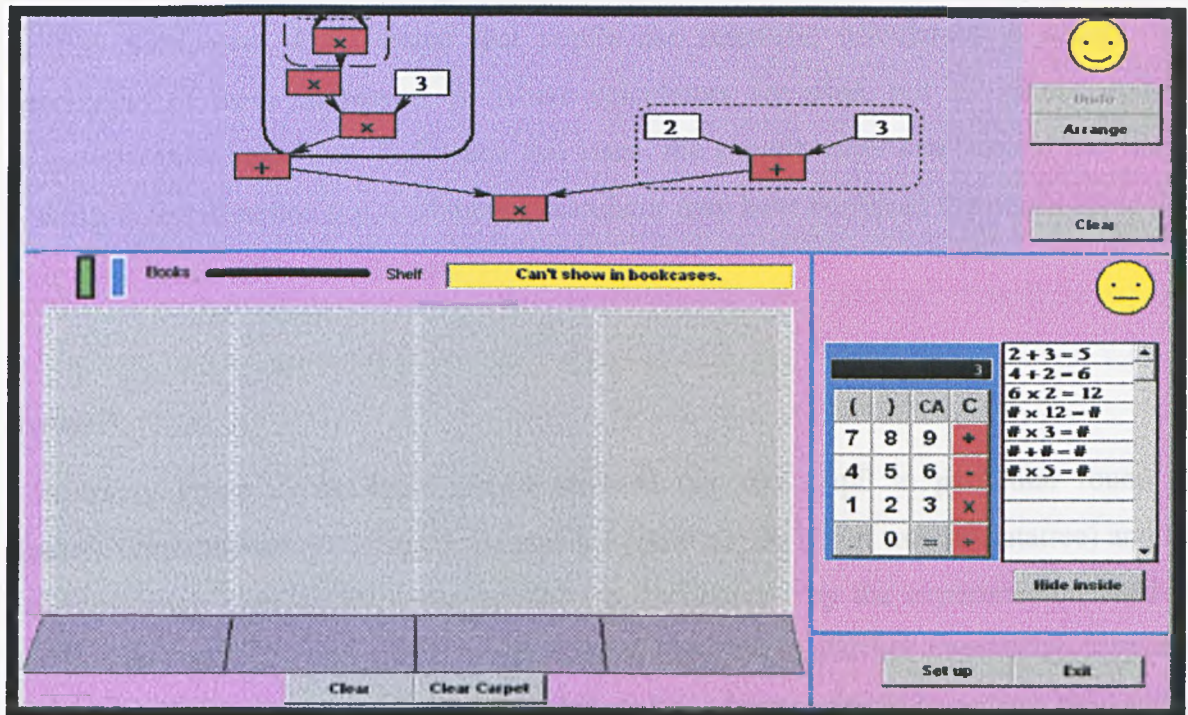 ×
×
3
×
2
3
+
+
×
Undo
Arrange
Clear
Books
Shelf
Can't show in bookcases.
3
( ) CA C
7 8 9 +
4 5 6 -
1 2 3 ×
. 0 = ÷
2 + 3 = 5
4 + 2 = 6
6 × 2 = 12
# × 12 = #
# × 3 = #
# + # = #
# × 5 = #
Hide inside
Set up
Exit
Clear
Clear Carpet